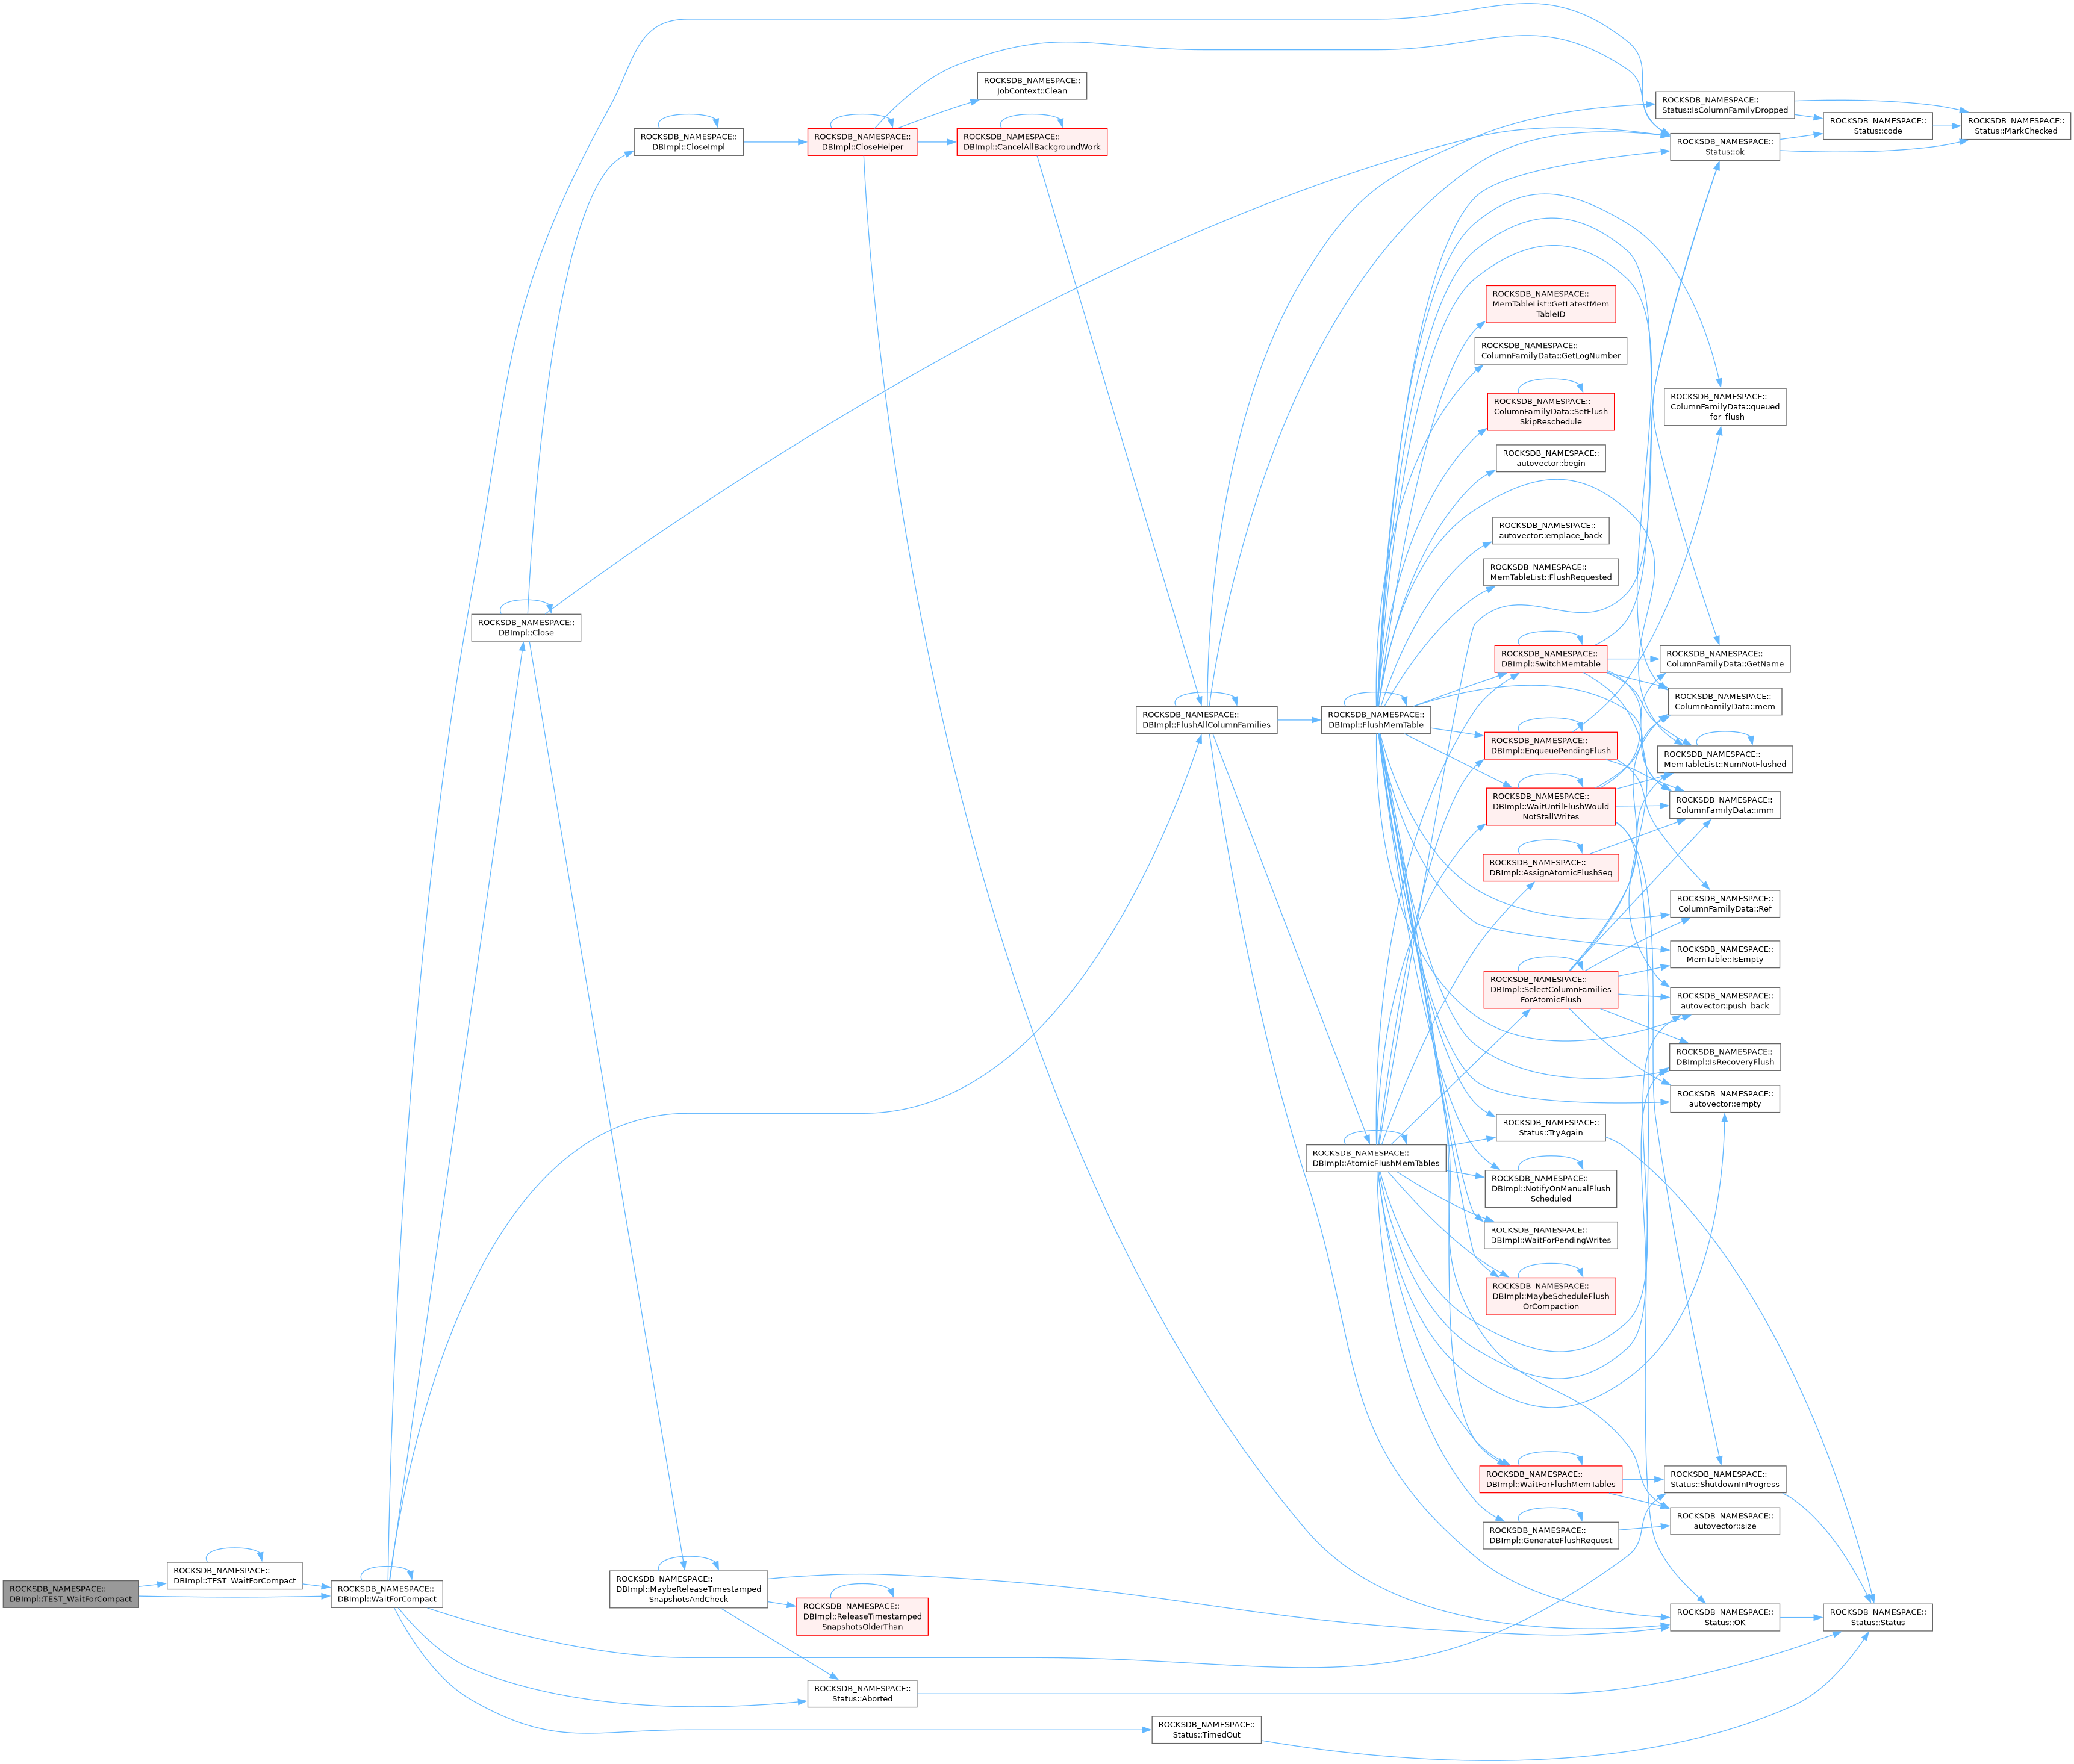 ROCKSDB_NAMESPACE::
JobContext::Clean
ROCKSDB_NAMESPACE::
Status::IsColumnFamilyDropped
ROCKSDB_NAMESPACE::
Status::code
ROCKSDB_NAMESPACE::
Status::MarkChecked
ROCKSDB_NAMESPACE::
DBImpl::CloseImpl
ROCKSDB_NAMESPACE::
DBImpl::CloseHelper
ROCKSDB_NAMESPACE::
DBImpl::CancelAllBackgroundWork
ROCKSDB_NAMESPACE::
Status::ok
ROCKSDB_NAMESPACE::
MemTableList::GetLatestMem
TableID
ROCKSDB_NAMESPACE::
ColumnFamilyData::GetLogNumber
ROCKSDB_NAMESPACE::
ColumnFamilyData::SetFlush
SkipReschedule
ROCKSDB_NAMESPACE::
ColumnFamilyData::queued
_for_flush
ROCKSDB_NAMESPACE::
autovector::begin
ROCKSDB_NAMESPACE::
autovector::emplace_back
ROCKSDB_NAMESPACE::
MemTableList::FlushRequested
ROCKSDB_NAMESPACE::
DBImpl::Close
ROCKSDB_NAMESPACE::
DBImpl::SwitchMemtable
ROCKSDB_NAMESPACE::
ColumnFamilyData::GetName
ROCKSDB_NAMESPACE::
ColumnFamilyData::mem
ROCKSDB_NAMESPACE::
DBImpl::FlushAllColumnFamilies
ROCKSDB_NAMESPACE::
DBImpl::FlushMemTable
ROCKSDB_NAMESPACE::
DBImpl::EnqueuePendingFlush
ROCKSDB_NAMESPACE::
MemTableList::NumNotFlushed
ROCKSDB_NAMESPACE::
DBImpl::WaitUntilFlushWould
NotStallWrites
ROCKSDB_NAMESPACE::
ColumnFamilyData::imm
ROCKSDB_NAMESPACE::
DBImpl::AssignAtomicFlushSeq
ROCKSDB_NAMESPACE::
ColumnFamilyData::Ref
ROCKSDB_NAMESPACE::
MemTable::IsEmpty
ROCKSDB_NAMESPACE::
DBImpl::SelectColumnFamilies
ForAtomicFlush
ROCKSDB_NAMESPACE::
autovector::push_back
ROCKSDB_NAMESPACE::
DBImpl::IsRecoveryFlush
ROCKSDB_NAMESPACE::
autovector::empty
ROCKSDB_NAMESPACE::
Status::TryAgain
ROCKSDB_NAMESPACE::
DBImpl::AtomicFlushMemTables
ROCKSDB_NAMESPACE::
DBImpl::NotifyOnManualFlush
Scheduled
ROCKSDB_NAMESPACE::
DBImpl::WaitForPendingWrites
ROCKSDB_NAMESPACE::
DBImpl::MaybeScheduleFlush
OrCompaction
ROCKSDB_NAMESPACE::
DBImpl::WaitForFlushMemTables
ROCKSDB_NAMESPACE::
Status::ShutdownInProgress
ROCKSDB_NAMESPACE::
autovector::size
ROCKSDB_NAMESPACE::
DBImpl::GenerateFlushRequest
ROCKSDB_NAMESPACE::
DBImpl::TEST_WaitForCompact
ROCKSDB_NAMESPACE::
DBImpl::TEST_WaitForCompact
ROCKSDB_NAMESPACE::
DBImpl::WaitForCompact
ROCKSDB_NAMESPACE::
DBImpl::MaybeReleaseTimestamped
SnapshotsAndCheck
ROCKSDB_NAMESPACE::
DBImpl::ReleaseTimestamped
SnapshotsOlderThan
ROCKSDB_NAMESPACE::
Status::OK
ROCKSDB_NAMESPACE::
Status::Status
ROCKSDB_NAMESPACE::
Status::Aborted
ROCKSDB_NAMESPACE::
Status::TimedOut